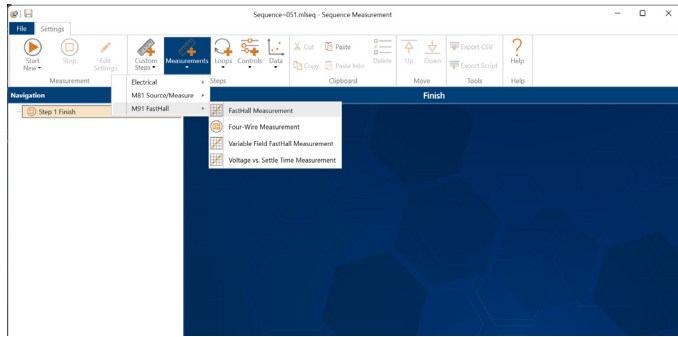 Sequence~051.mlseq - Sequence Measurement
File Settings
Start New Stop Edit Settings Custom Steps Measurements Loops Controls Data Cut Copy Paste Paste Into Delete Up Down Export CSV Export Script Help
Measurement Steps Clipboard Move Tools Help
Navigation
Finish
Step 1 Finish
Electrical
M81 Source/Measure
M91 FastHall
FastHall Measurement
Four-Wire Measurement
Variable Field FastHall Measurement
Voltage vs. Settle Time Measurement